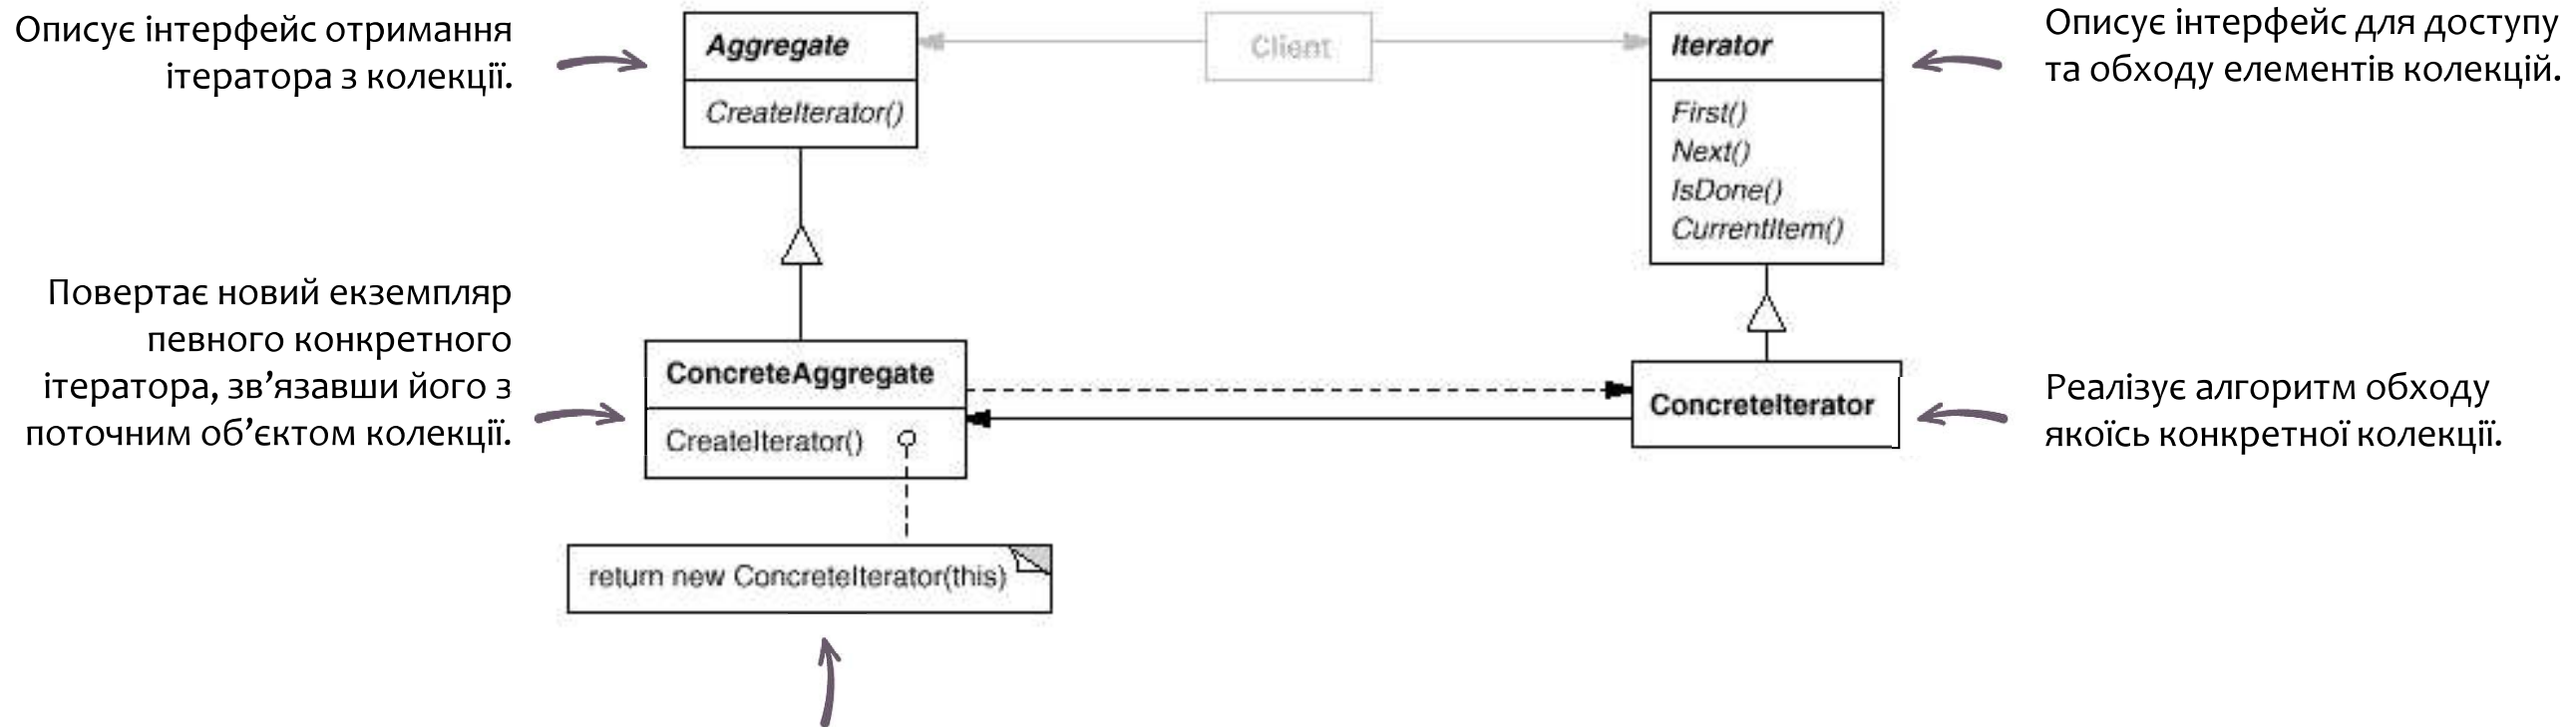 Описує інтерфейс отримання
ітератора з колекції.
Aggregate
CreateIterator()
Client
Iterator
First()
Next()
IsDone()
CurrentItem()
Описує інтерфейс для доступу
та обходу елементів колекцій.
Повертає новий екземпляр
певного конкретного
ітератора, зв’язавши його з
поточним об’єктом колекції.
ConcreteAggregate
CreateIterator()
return new ConcreteIterator(this)
ConcreteIterator
Реалізує алгоритм обходу
якоїсь конкретної колекції.